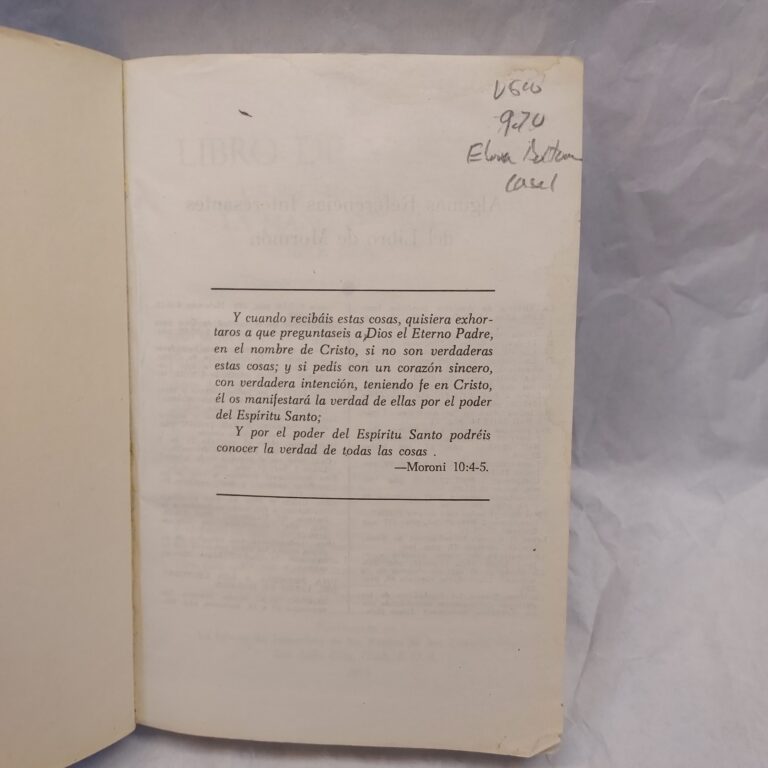 9-70
Y cuando recibáis estas cosas, quisiera exhor-
taros a que preguntaseis a Dios el Eterno Padre,
en el nombre de Cristo, si no son verdaderas
estas cosas; y si pedís con un corazón sincero,
con verdadera intención, teniendo fe en Cristo,
él os manifestará la verdad de ellas por el poder
del Espíritu Santo;
Y por el poder del Espíritu Santo podréis
conocer la verdad de todas las cosas .
—Moroni 10:4-5.